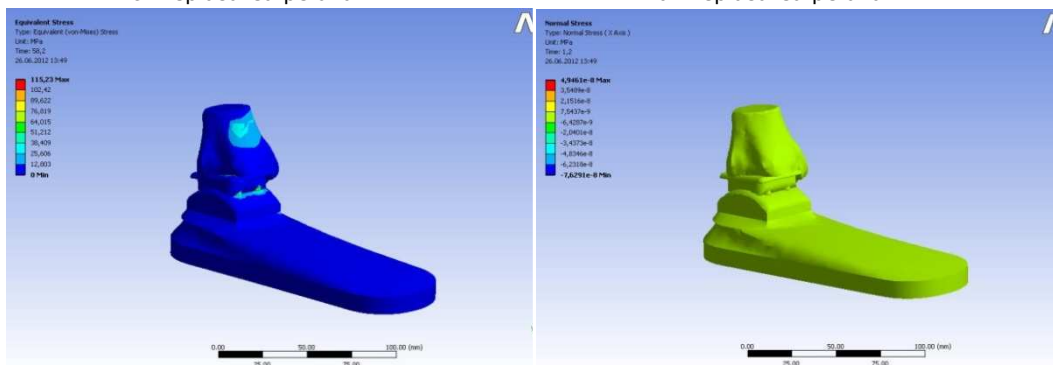 Equivalent Stress
Type: Equivalent (von-Mises) Stress
Unit: MPa
Time: 58,2
26.06.2012 13:49
115,23 Max
102,42
89,622
76,819
64,015
51,212
38,409
25,606
12,803
0 Min
0.00 50.00 100.00 (mm)
25.00 75.00
Normal Stress
Type: Normal Stress ( X Axis )
Unit: MPa
Time: 1,2
26.06.2012 13:49
4,9461e-8 Max
3,5489e-8
2,1516e-8
7,5437e-9
-6,4287e-9
-2,0401e-8
-3,4373e-8
-4,8346e-8
-6,2318e-8
-7,6291e-8 Min
0.00 50.00 100.00 (mm)
25.00 75.00